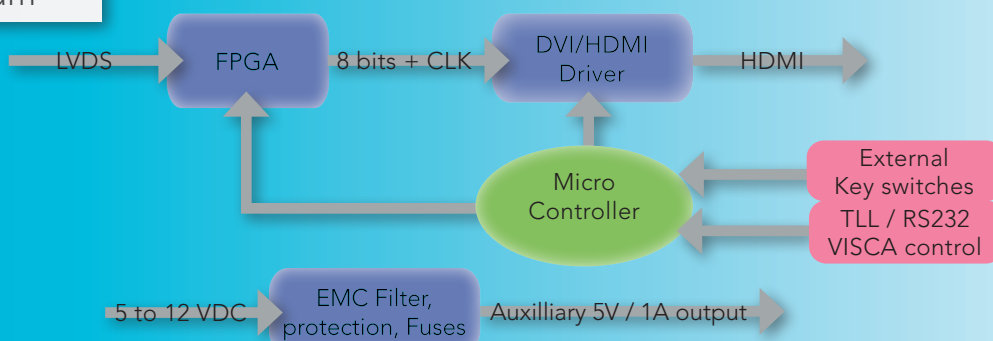 LVDS
FPGA
8 bits + CLK
DVI/HDMI
Driver
HDMI
Micro
Controller
External
Key switches
TLL / RS232
VISCA control
5 to 12 VDC
EMC Filter,
protection, Fuses
Auxilliary 5V / 1A output